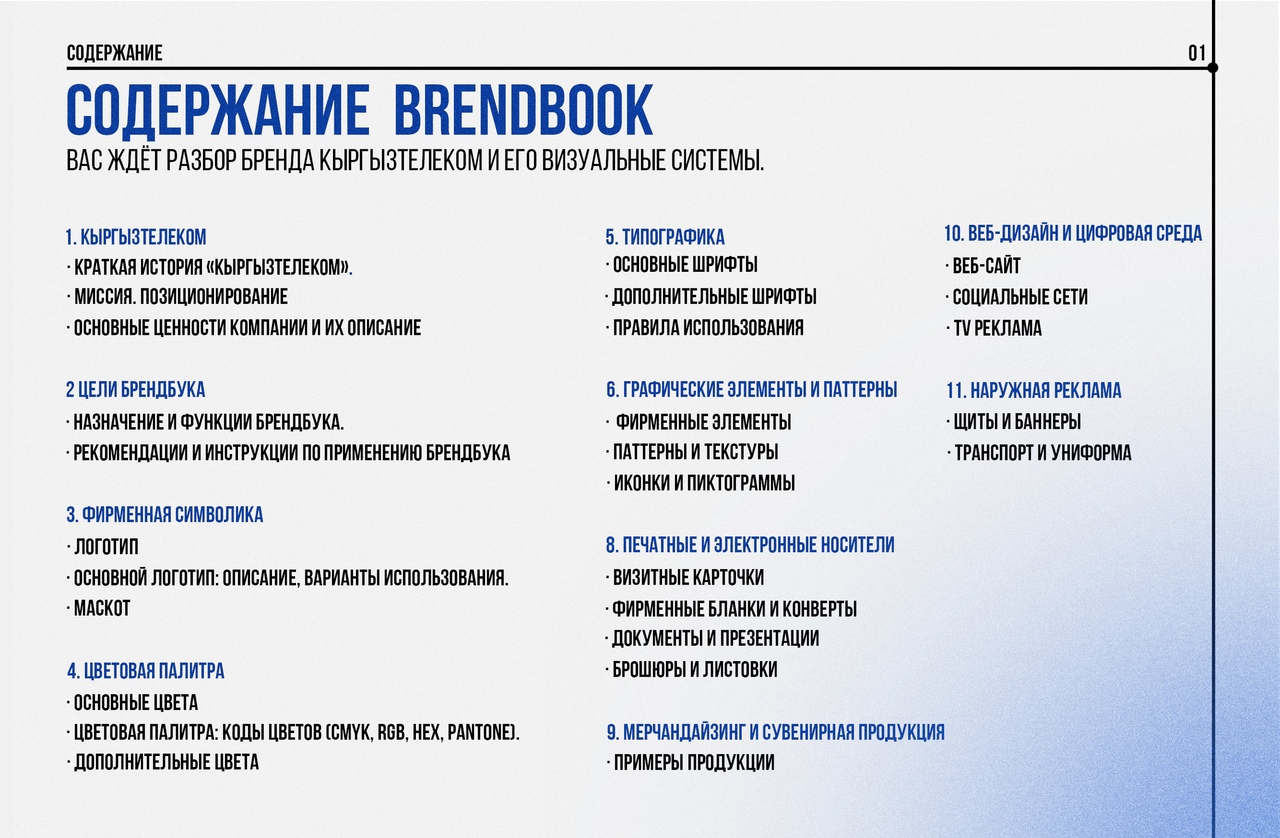 СОДЕРЖАНИЕ
01
СОДЕРЖАНИЕ BRENDBOOK
ВАС ЖДЁТ РАЗБОР БРЕНДА КЫРГЫЗТЕЛЕКОМ И ЕГО ВИЗУАЛЬНЫЕ СИСТЕМЫ.
1. КЫРГЫЗТЕЛЕКОМ
· КРАТКАЯ ИСТОРИЯ «КЫРГЫЗТЕЛЕКОМ».
· МИССИЯ. ПОЗИЦИОНИРОВАНИЕ
· ОСНОВНЫЕ ЦЕННОСТИ КОМПАНИИ И ИХ ОПИСАНИЕ
2 ЦЕЛИ БРЕНДБУКА
· НАЗНАЧЕНИЕ И ФУНКЦИИ БРЕНДБУКА.
· РЕКОМЕНДАЦИИ И ИНСТРУКЦИИ ПО ПРИМЕНЕНИЮ БРЕНДБУКА
3. ФИРМЕННАЯ СИМВОЛИКА
· ЛОГОТИП
· ОСНОВНОЙ ЛОГОТИП: ОПИСАНИЕ, ВАРИАНТЫ ИСПОЛЬЗОВАНИЯ.
· МАСКОТ
4. ЦВЕТОВАЯ ПАЛИТРА
· ОСНОВНЫЕ ЦВЕТА
· ЦВЕТОВАЯ ПАЛИТРА: КОДЫ ЦВЕТОВ (CMYK, RGB, HEX, PANTONE).
· ДОПОЛНИТЕЛЬНЫЕ ЦВЕТА
5. ТИПОГРАФИКА
· ОСНОВНЫЕ ШРИФТЫ
· ДОПОЛНИТЕЛЬНЫЕ ШРИФТЫ
· ПРАВИЛА ИСПОЛЬЗОВАНИЯ
6. ГРАФИЧЕСКИЕ ЭЛЕМЕНТЫ И ПАТТЕРНЫ
· ФИРМЕННЫЕ ЭЛЕМЕНТЫ
· ПАТТЕРНЫ И ТЕКСТУРЫ
· ИКОНКИ И ПИКТОГРАММЫ
8. ПЕЧАТНЫЕ И ЭЛЕКТРОННЫЕ НОСИТЕЛИ
· ВИЗИТНЫЕ КАРТОЧКИ
· ФИРМЕННЫЕ БЛАНКИ И КОНВЕРТЫ
· ДОКУМЕНТЫ И ПРЕЗЕНТАЦИИ
· БРОШЮРЫ И ЛИСТОВКИ
9. МЕРЧАНДАЙЗИНГ И СУВЕНИРНАЯ ПРОДУКЦИЯ
· ПРИМЕРЫ ПРОДУКЦИИ
10. ВЕБ-ДИЗАЙН И ЦИФРОВАЯ СРЕДА
· ВЕБ-САЙТ
· СОЦИАЛЬНЫЕ СЕТИ
· TV РЕКЛАМА
11. НАРУЖНАЯ РЕКЛАМА
· ЩИТЫ И БАННЕРЫ
· ТРАНСПОРТ И УНИФОРМА